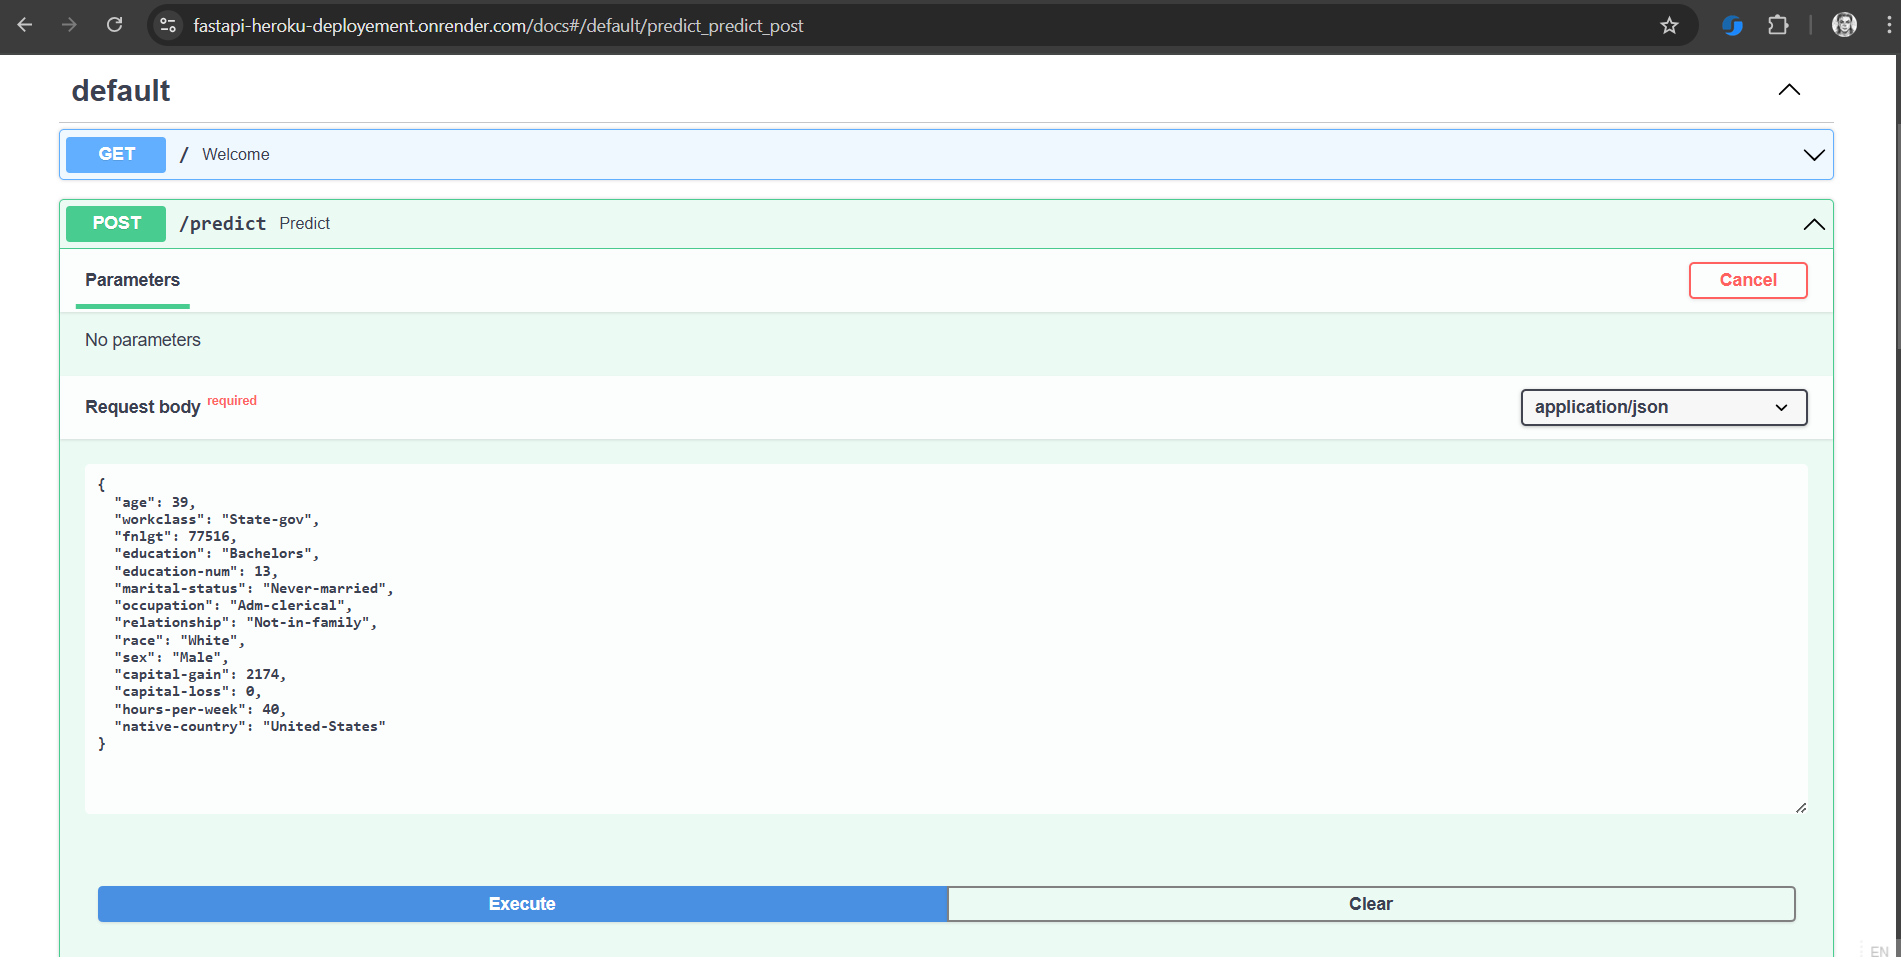 fastapi-heroku-deployement.onrender.com/docs#/default/predict_predict_post
default
GET / Welcome
POST /predict Predict
Parameters
Cancel
No parameters
Request body required
application/json
{
"age": 39,
"workclass": "State-gov",
"fnlgt": 77516,
"education": "Bachelors",
"education-num": 13,
"marital-status": "Never-married",
"occupation": "Adm-clerical",
"relationship": "Not-in-family",
"race": "White",
"sex": "Male",
"capital-gain": 2174,
"capital-loss": 0,
"hours-per-week": 40,
"native-country": "United-States"
}
Execute
Clear
EN